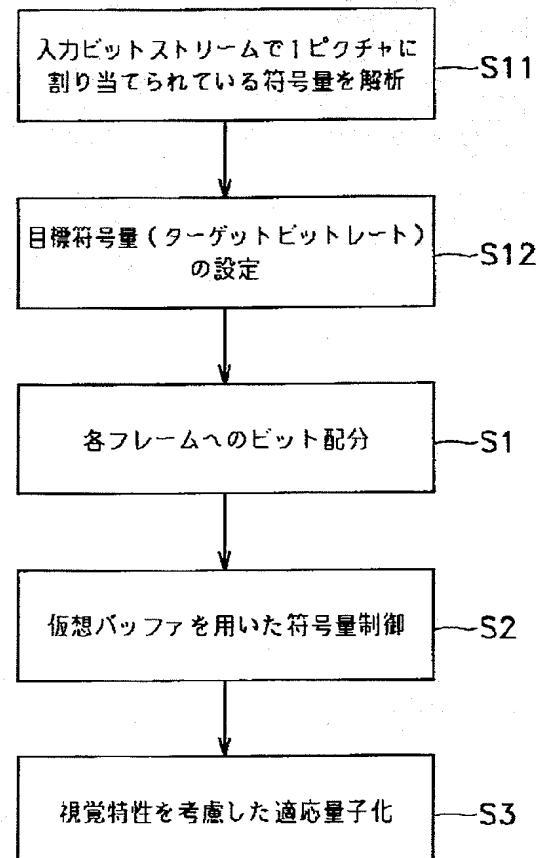 入力ビットストリームで1ピクチャに
割り当てられている符号量を解析
S11
目標符号量(ターゲットビットレート)
の設定
S12
各フレームへのビット配分
S1
仮想バッファを用いた符号量制御
S2
視覚特性を考慮した適応量子化
S3